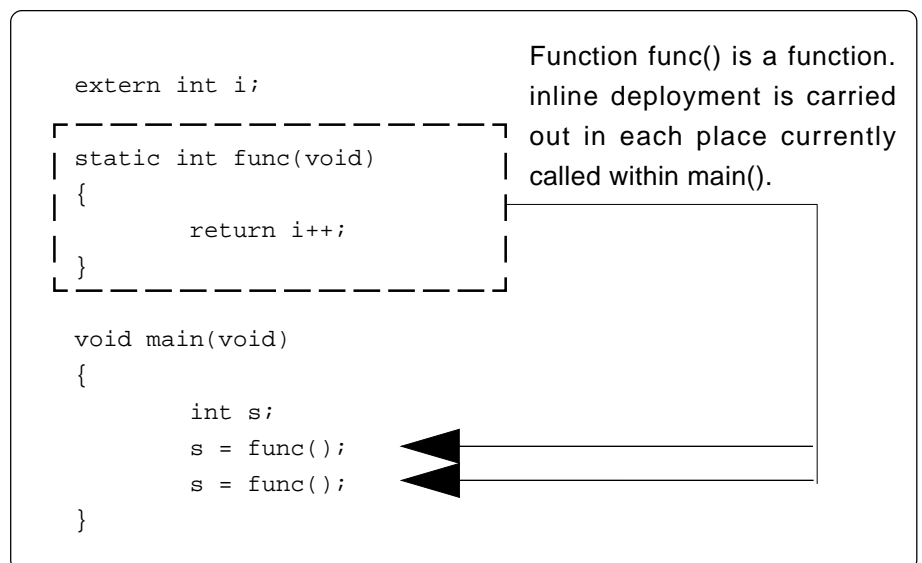 extern int i;
static int func(void)
{
return i++;
}
void main(void)
{
int s;
s = func();
s = func();
}
Function func() is a function.
inline deployment is carried
out in each place currently
called within main().